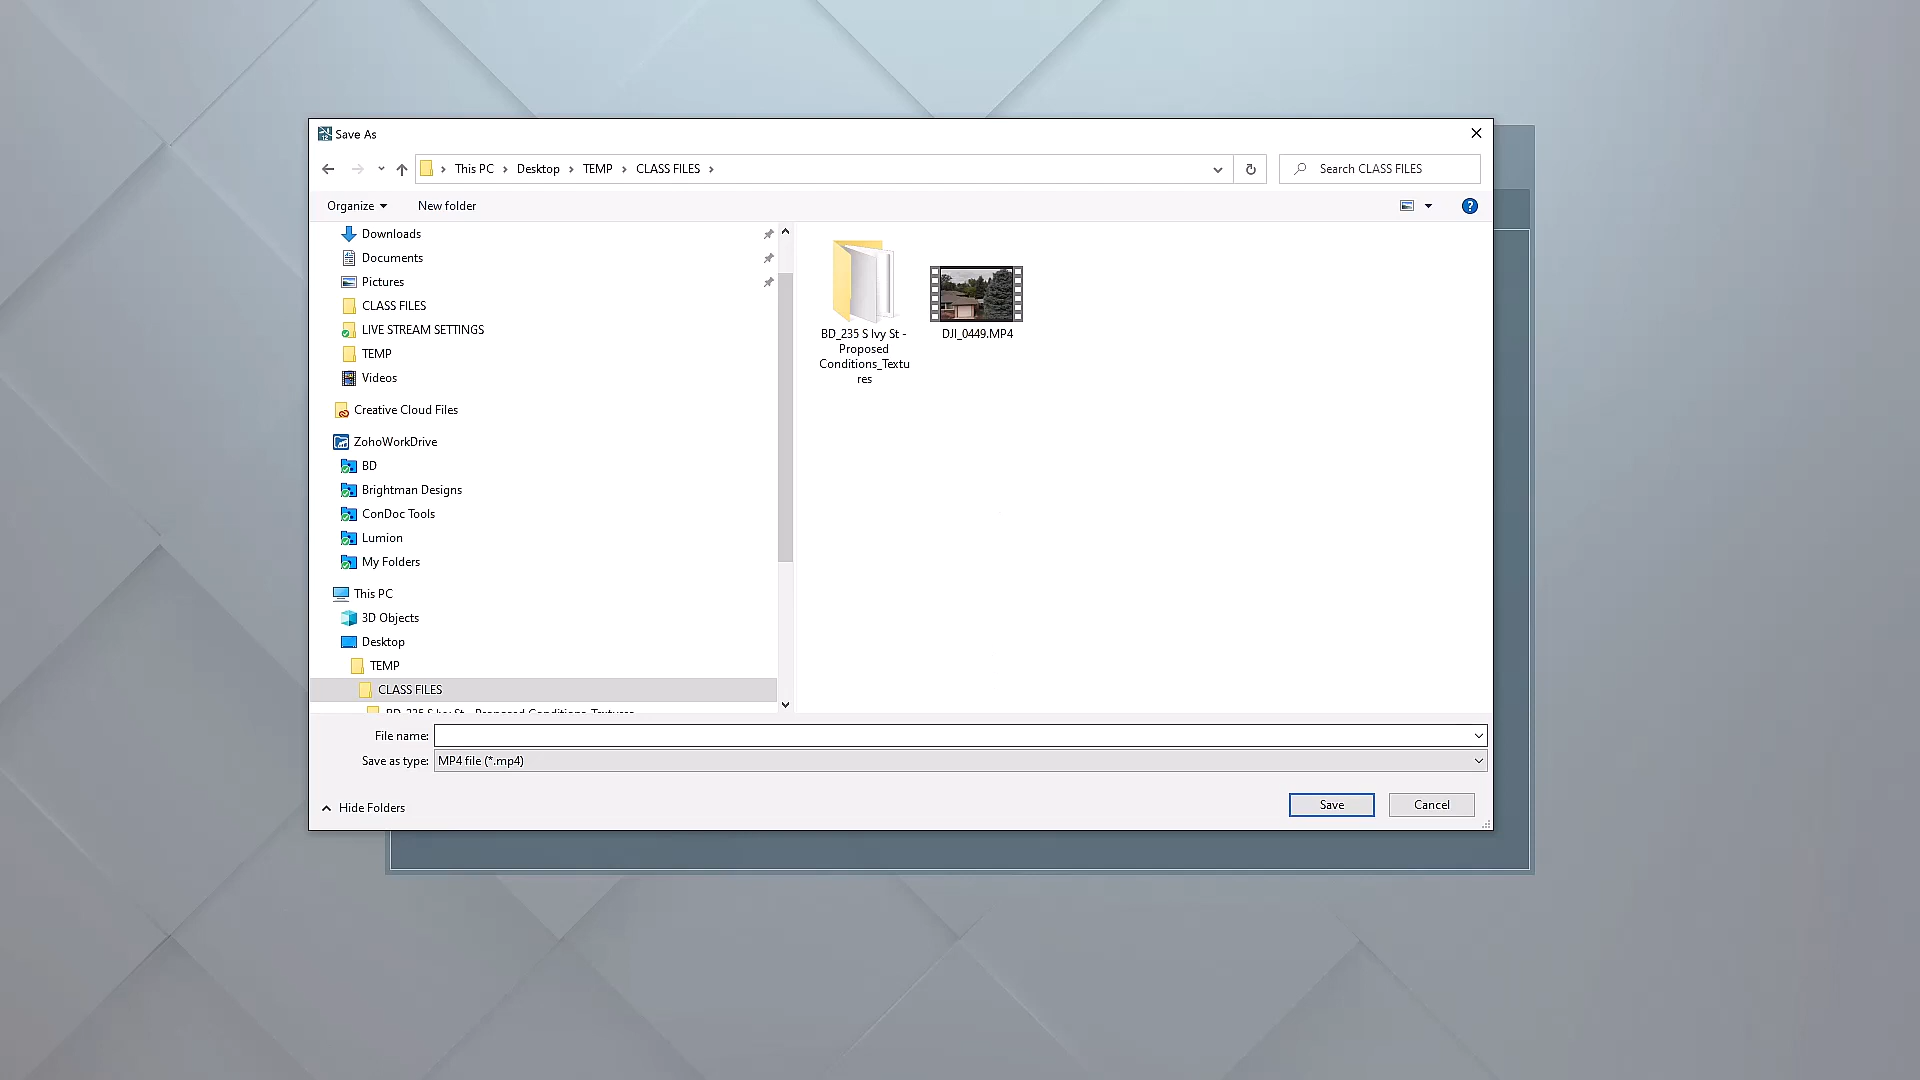 Save As
This PC
Desktop
TEMP
CLASS FILES
Search CLASS FILES
Organize
New folder
Downloads
Documents
Pictures
CLASS FILES
LIVE STREAM SETTINGS
TEMP
Videos
Creative Cloud Files
ZohoWorkDrive
BD
Brightman Designs
ConDoc Tools
Lumion
My Folders
This PC
3D Objects
Desktop
TEMP
CLASS FILES
BD_235 S Ivy St - Proposed Conditions_Textures
BD_235 S Ivy St -
Proposed
Conditions_Textu
res
DJI_0449.MP4
File name:
Save as type: MP4 file (*.mp4)
Hide Folders
Save
Cancel